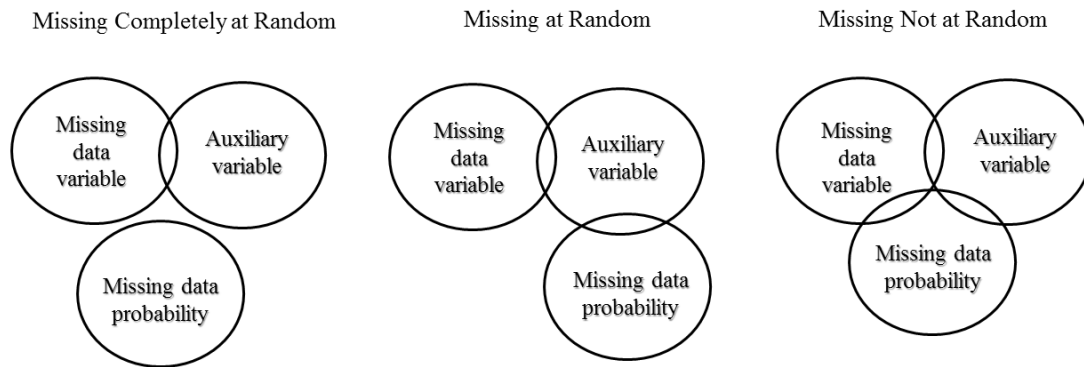 Missing Completely at Random
Missing
data
variable
Auxiliary
variable
Missing data
probability
Missing at Random
Missing
data
variable
Auxiliary
variable
Missing data
probability
Missing Not at Random
Missing
data
variable
Auxiliary
variable
Missing data
probability